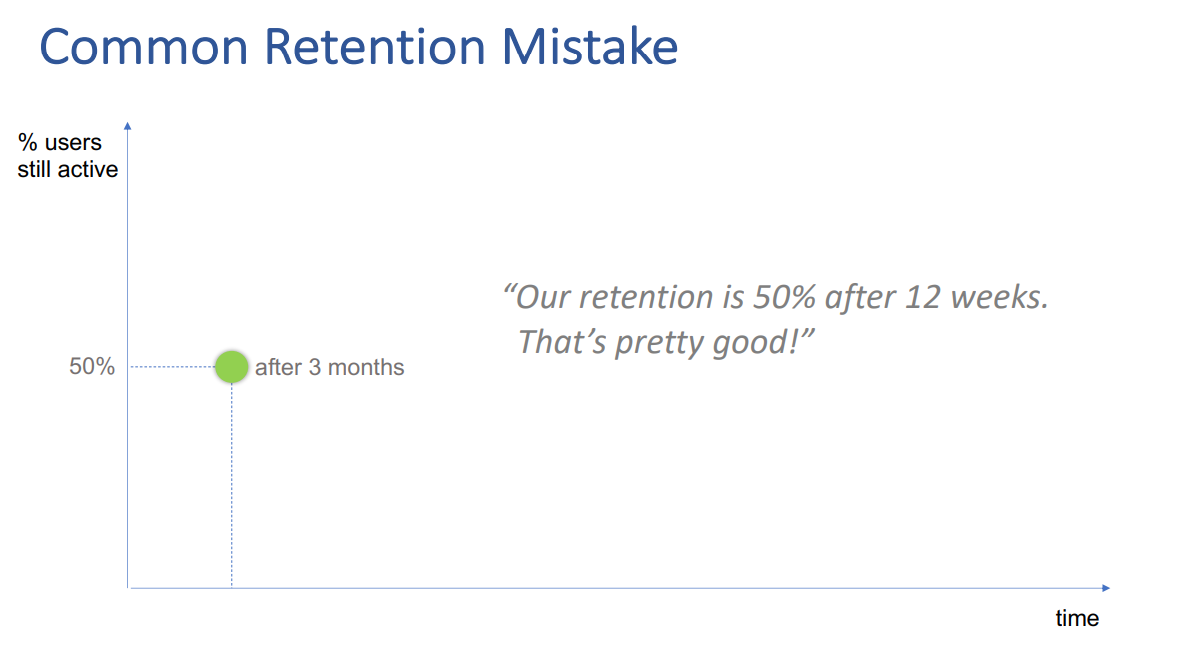 Common Retention Mistake
% users
still active
“Our retention is 50% after 12 weeks.
That’s pretty good!”
50%
after 3 months
time